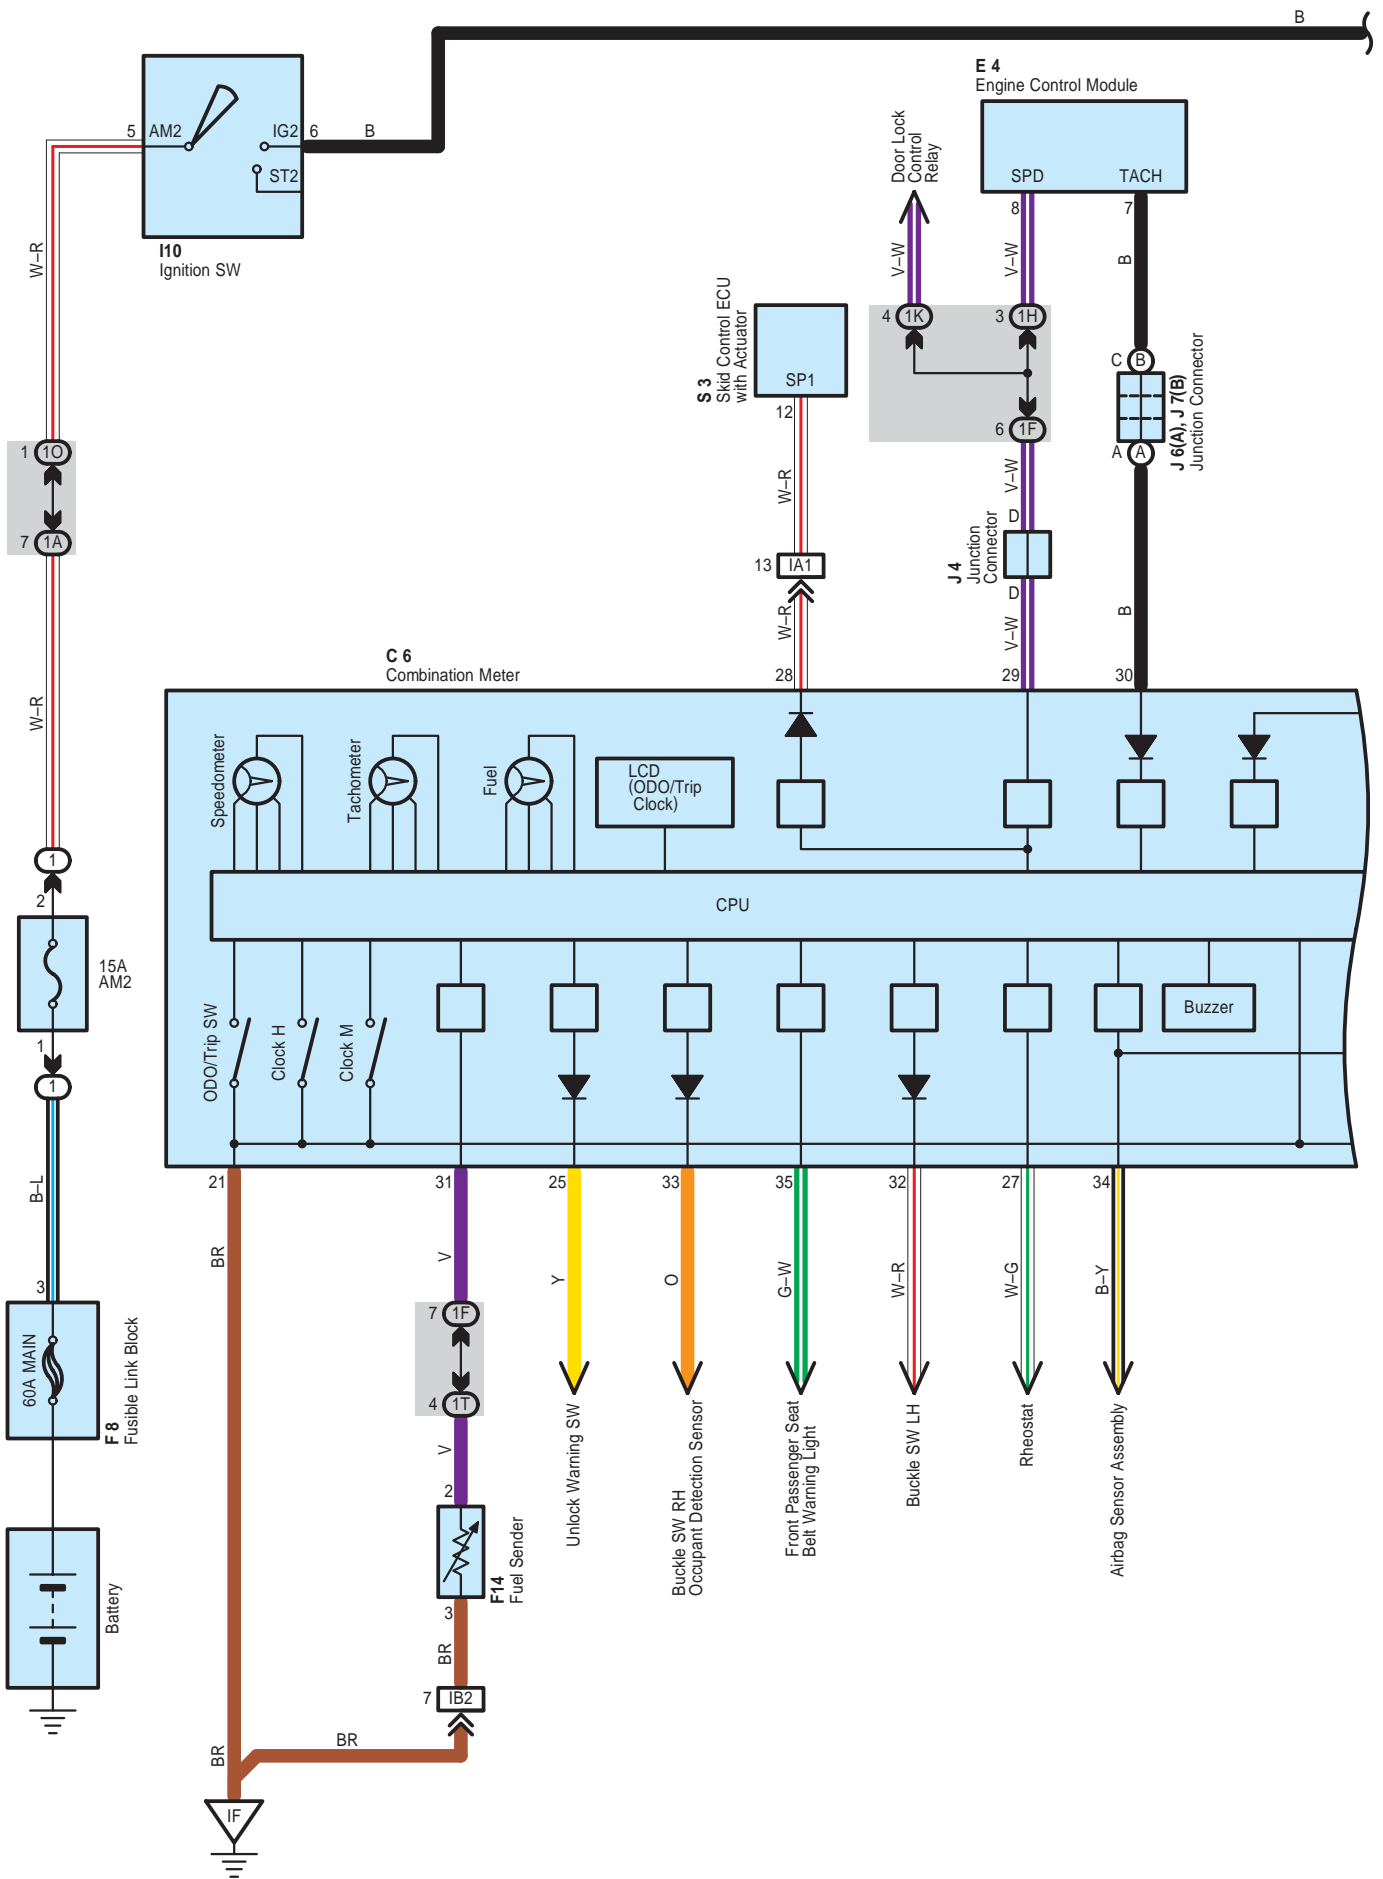 B
E 4
Engine Control Module
5
AM2
IG2
6
B
ST2
SPD
TACH
Door Lock
Control
Relay
8
7
I10
Ignition SW
W–R
V–W
V–W
B
4
1K
3
1H
S 3
Skid Control ECU
with Actuator
SP1
12
C
B
J 6(A), J 7(B)
Junction Connector
6
1F
A
A
1
1O
W–R
V–W
D
7
1A
J 4
Junction
Connector
13
IA1
D
W–R
V–W
B
C 6
Combination Meter
28
29
30
W–R
Speedometer
Tachometer
Fuel
LCD
(ODO/Trip
Clock)
1
2
CPU
15A
AM2
1
1
ODO/Trip SW
Clock H
Clock M
Buzzer
21
31
25
33
35
32
27
34
B–L
BR
V
Y
O
G–W
W–R
W–G
B–Y
3
60A MAIN
F 8
Fusible Link Block
7
1F
4
1T
V
2
Unlock Warning SW
Buckle SW RH
Occupant Detection Sensor
Front Passenger Seat
Belt Warning Light
Buckle SW LH
Rheostat
Airbag Sensor Assembly
F14
Fuel Sender
Battery
3
BR
7
IB2
BR
BR
IF